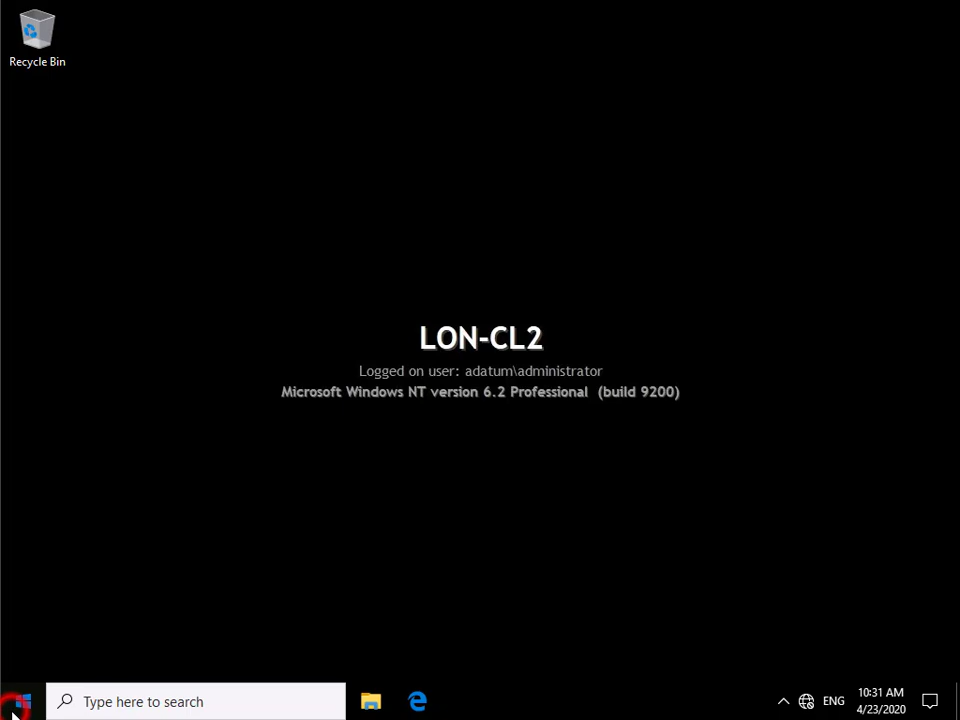 Recycle Bin
LON-CL2
Logged on user: adatum\administrator
Microsoft Windows NT version 6.2 Professional (build 9200)
Type here to search
ENG
10:31 AM
4/23/2020